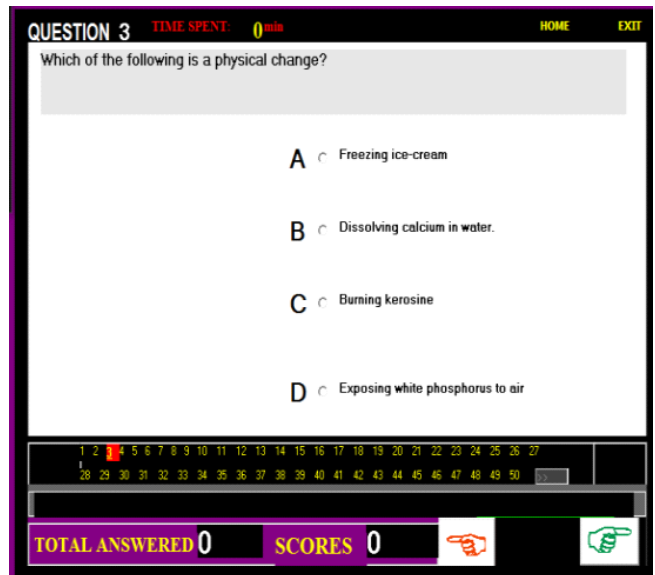 QUESTION 3 TIME SPENT: 0 min HOME EXIT
Which of the following is a physical change?
A Freezing ice-cream
B Dissolving calcium in water.
C Burning kerosine
D Exposing white phosphorus to air
1 2 3 4 5 6 7 8 9 10 11 12 13 14 15 16 17 18 19 20 21 22 23 24 25 26 27
28 29 30 31 32 33 34 35 36 37 38 39 40 41 42 43 44 45 46 47 48 49 50 >>
TOTAL ANSWERED 0 SCORES 0